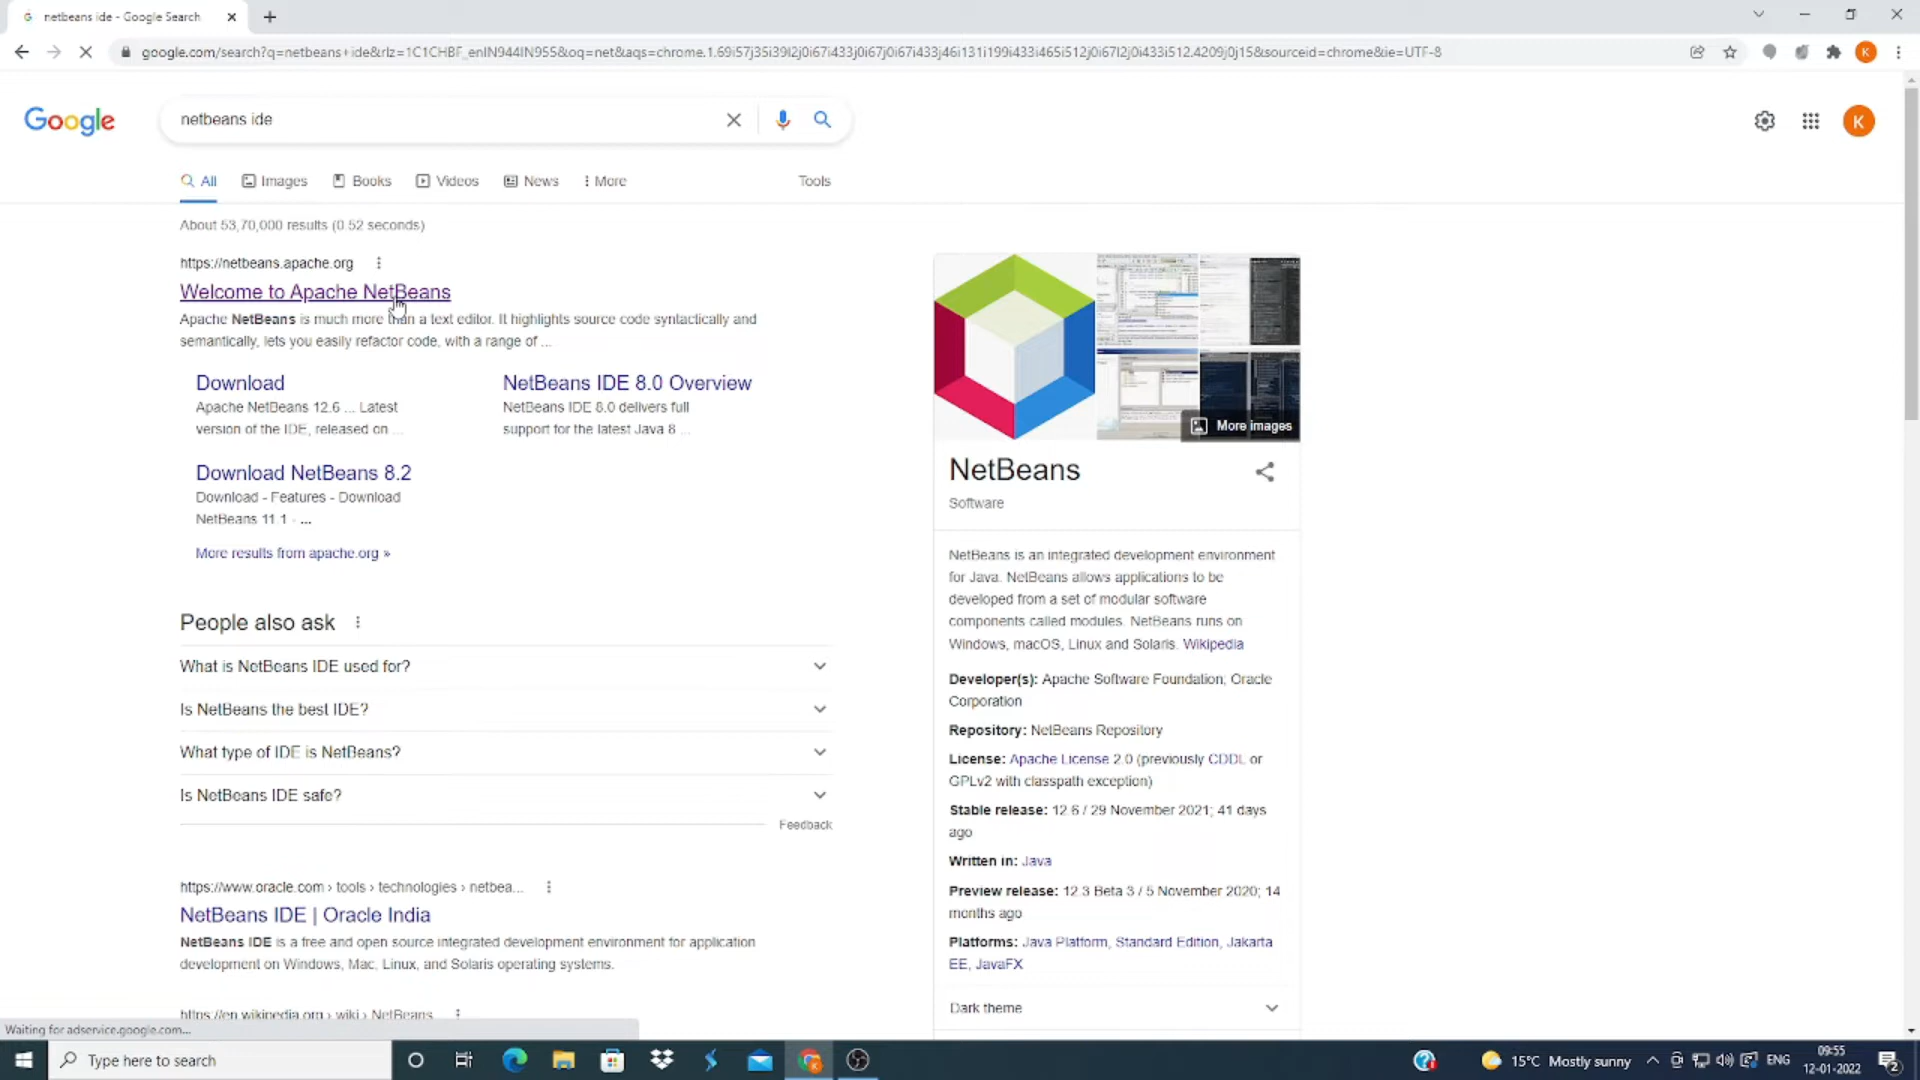 netbeans ide - Google Search
google.com/search?q=netbeans+ide&rlz=1C1CHBF_enIN944IN955&oq=net&aqs=chrome.1.69i57j35i39l2j0i67i433j0i67j0i67i433j46i131i199i433i465i512j0i67l2j0i433i512.4209j0j15&sourceid=chrome&ie=UTF-8
K
Google
netbeans ide
K
All
Images
Books
Videos
News
More
Tools
About 53,70,000 results (0.52 seconds)
https://netbeans.apache.org
Welcome to Apache NetBeans
Apache NetBeans is much more than a text editor. It highlights source code syntactically and
semantically, lets you easily refactor code, with a range of ...
Download
Apache NetBeans 12.6 ... Latest
version of the IDE, released on ...
NetBeans IDE 8.0 Overview
NetBeans IDE 8.0 delivers full
support for the latest Java 8 ...
Download NetBeans 8.2
Download - Features - Download
NetBeans 11.1 - ...
More results from apache.org »
People also ask
What is NetBeans IDE used for?
Is NetBeans the best IDE?
What type of IDE is NetBeans?
Is NetBeans IDE safe?
Feedback
https://www.oracle.com › tools › technologies › netbea...
NetBeans IDE | Oracle India
NetBeans IDE is a free and open source integrated development environment for application
development on Windows, Mac, Linux, and Solaris operating systems.
https://en.wikipedia.org › wiki › NetBeans
More images
NetBeans
Software
NetBeans is an integrated development environment
for Java. NetBeans allows applications to be
developed from a set of modular software
components called modules. NetBeans runs on
Windows, macOS, Linux and Solaris. Wikipedia
Developer(s): Apache Software Foundation; Oracle
Corporation
Repository: NetBeans Repository
License: Apache License 2.0 (previously CDDL or
GPLv2 with classpath exception)
Stable release: 12.6 / 29 November 2021; 41 days
ago
Written in: Java
Preview release: 12.3 Beta 3 / 5 November 2020; 14
months ago
Platforms: Java Platform, Standard Edition, Jakarta
EE, JavaFX
Dark theme
Waiting for adservice.google.com...
Type here to search
15°C Mostly sunny
ENG
09:55
12-01-2022
2